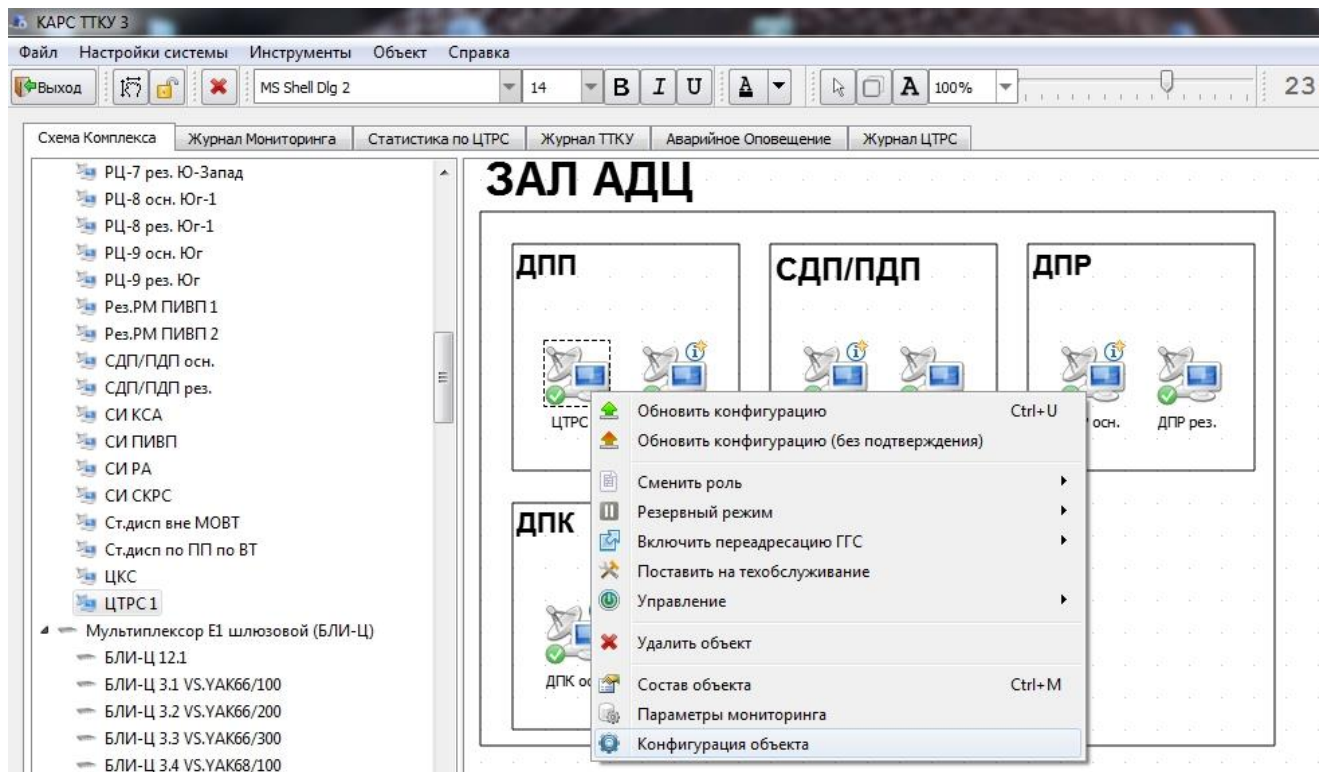 КАРС ТТКУ 3
Файл Настройки системы Инструменты Объект Справка
Выход MS Shell Dlg 2 14 B I U A A 100% 23
Схема Комплекса Журнал Мониторинга Статистика по ЦТРС Журнал ТТКУ Аварийное Оповещение Журнал ЦТРС
РЦ-7 рез. Ю-Запад
РЦ-8 осн. Юг-1
РЦ-8 рез. Юг-1
РЦ-9 осн. Юг
РЦ-9 рез. Юг
Рез.РМ ПИВП 1
Рез.РМ ПИВП 2
СДП/ПДП осн.
СДП/ПДП рез.
СИ КСА
СИ ПИВП
СИ РА
СИ СКРС
Ст.дисп вне МОВТ
Ст.дисп по ПП по ВТ
ЦКС
ЦТРС 1
Мультиплексор Е1 шлюзовой (БЛИ-Ц)
БЛИ-Ц 12.1
БЛИ-Ц 3.1 VS.YAK66/100
БЛИ-Ц 3.2 VS.YAK66/200
БЛИ-Ц 3.3 VS.YAK66/300
БЛИ-Ц 3.4 VS.YAK68/100
ЗАЛ АДЦ
ДПП СДП/ПДП ДПР
ЦТРС осн. ДПР рез.
ДПК
ДПК ос
Обновить конфигурацию Ctrl+U
Обновить конфигурацию (без подтверждения)
Сменить роль
Резервный режим
Включить переадресацию ГГС
Поставить на техобслуживание
Управление
Удалить объект
Состав объекта Ctrl+M
Параметры мониторинга
Конфигурация объекта